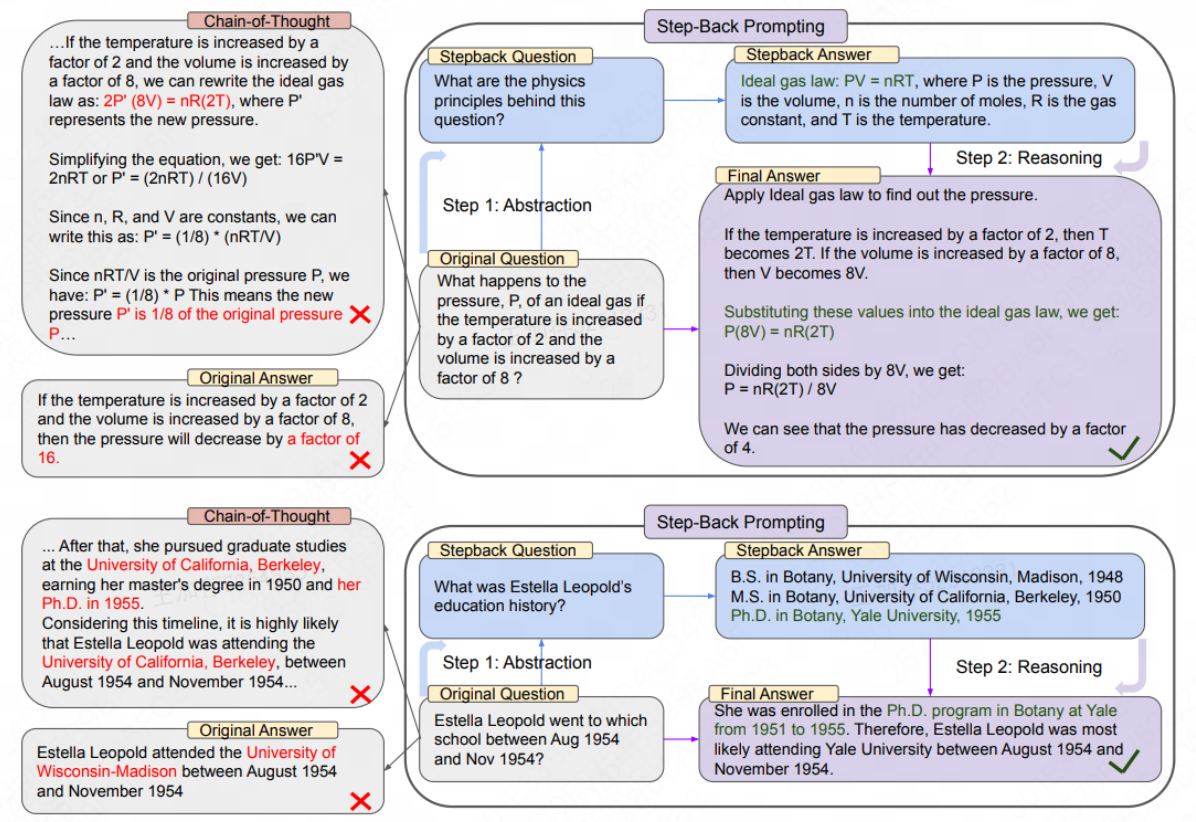 Chain-of-Thought
…If the temperature is increased by a
factor of 2 and the volume is increased by
a factor of 8, we can rewrite the ideal gas
law as: 2P' (8V) = nR(2T), where P'
represents the new pressure.
Simplifying the equation, we get: 16P'V =
2nRT or P' = (2nRT) / (16V)
Since n, R, and V are constants, we can
write this as: P' = (1/8) * (nRT/V)
Since nRT/V is the original pressure P, we
have: P' = (1/8) * P This means the new
pressure P' is 1/8 of the original pressure
P…
Original Answer
If the temperature is increased by a factor of 2
and the volume is increased by a factor of 8,
then the pressure will decrease by a factor of
16.
Step-Back Prompting
Stepback Question
What are the physics
principles behind this
question?
Stepback Answer
Ideal gas law: PV = nRT, where P is the pressure, V
is the volume, n is the number of moles, R is the gas
constant, and T is the temperature.
Step 1: Abstraction
Step 2: Reasoning
Original Question
What happens to the
pressure, P, of an ideal gas if
the temperature is increased
by a factor of 2 and the
volume is increased by a
factor of 8 ?
Final Answer
Apply Ideal gas law to find out the pressure.
If the temperature is increased by a factor of 2, then T
becomes 2T. If the volume is increased by a factor of 8,
then V becomes 8V.
Substituting these values into the ideal gas law, we get:
P(8V) = nR(2T)
Dividing both sides by 8V, we get:
P = nR(2T) / 8V
We can see that the pressure has decreased by a factor
of 4.
Chain-of-Thought
... After that, she pursued graduate studies
at the University of California, Berkeley,
earning her master's degree in 1950 and her
Ph.D. in 1955.
Considering this timeline, it is highly likely
that Estella Leopold was attending the
University of California, Berkeley, between
August 1954 and November 1954...
Original Answer
Estella Leopold attended the University of
Wisconsin-Madison between August 1954
and November 1954
Step-Back Prompting
Stepback Question
What was Estella Leopold's
education history?
Stepback Answer
B.S. in Botany, University of Wisconsin, Madison, 1948
M.S. in Botany, University of California, Berkeley, 1950
Ph.D. in Botany, Yale University, 1955
Step 1: Abstraction
Step 2: Reasoning
Original Question
Estella Leopold went to which
school between Aug 1954
and Nov 1954?
Final Answer
She was enrolled in the Ph.D. program in Botany at Yale
from 1951 to 1955. Therefore, Estella Leopold was most
likely attending Yale University between August 1954 and
November 1954.